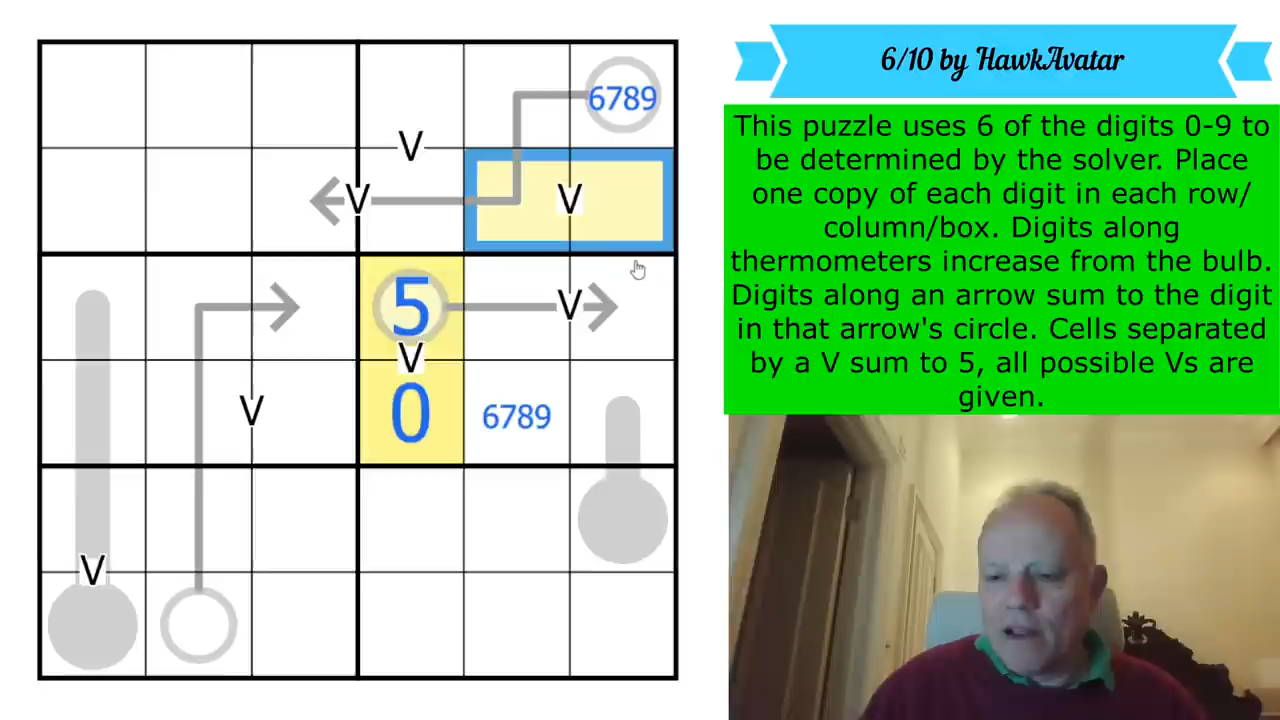 6/10 by HawkAvatar
This puzzle uses 6 of the digits 0-9 to
be determined by the solver. Place
one copy of each digit in each row/
column/box. Digits along
thermometers increase from the bulb.
Digits along an arrow sum to the digit
in that arrow's circle. Cells separated
by a V sum to 5, all possible Vs are
given.
6789
V
V
V
5
V
V
V
0
6789
V